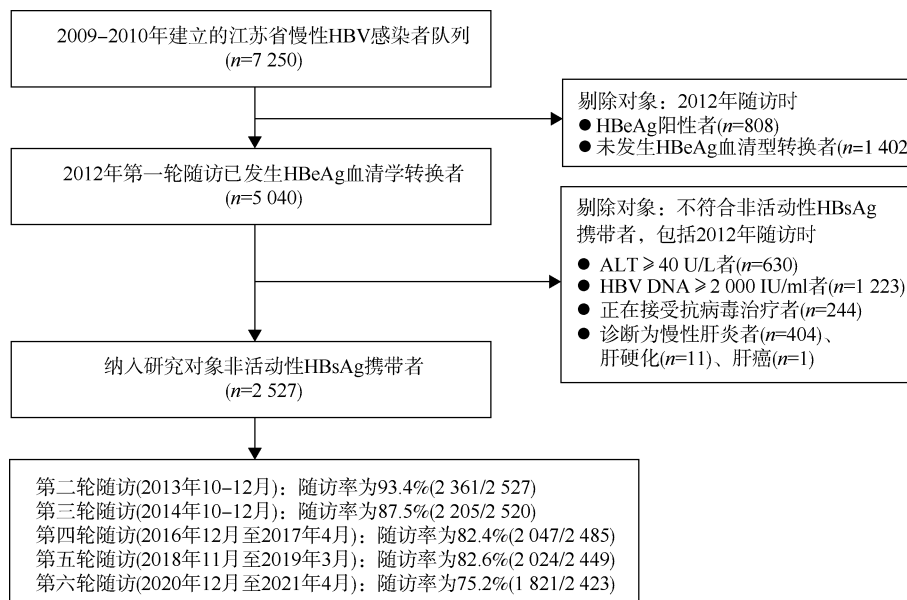 2009-2010年建立的江苏省慢性HBV感染者队列
(n=7 250)
剔除对象：2012年随访时
● HBeAg阳性者(n=808)
● 未发生HBeAg血清型转换者(n=1 402)
2012年第一轮随访已发生HBeAg血清学转换者
(n=5 040)
剔除对象：不符合非活动性HBsAg
携带者，包括2012年随访时
● ALT≥40 U/L者(n=630)
● HBV DNA≥2 000 IU/ml者(n=1 223)
● 正在接受抗病毒治疗者(n=244)
● 诊断为慢性肝炎者(n=404)、
肝硬化(n=11)、肝癌(n=1)
纳入研究对象非活动性HBsAg携带者
(n=2 527)
第二轮随访(2013年10-12月)：随访率为93.4%(2 361/2 527)
第三轮随访(2014年10-12月)：随访率为87.5%(2 205/2 520)
第四轮随访(2016年12月至2017年4月)：随访率为82.4%(2 047/2 485)
第五轮随访(2018年11月至2019年3月)：随访率为82.6%(2 024/2 449)
第六轮随访(2020年12月至2021年4月)：随访率为75.2%(1 821/2 423)